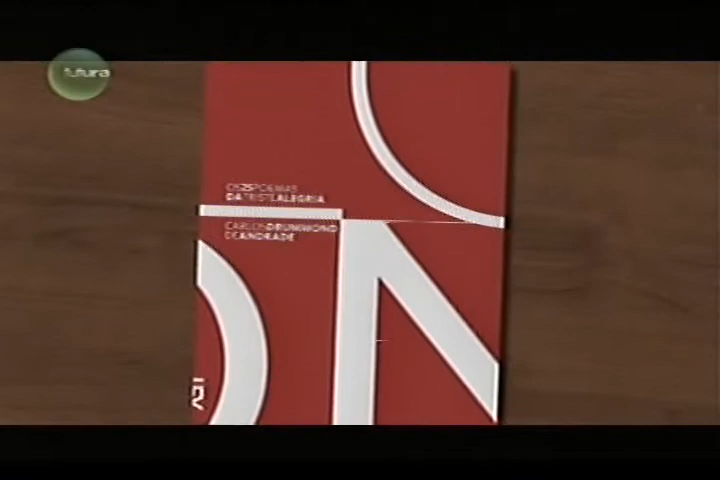 futura
OS25POEMAS
DATRISTEALEGRIA
CARLOSDRUMMOND
DEANDRADE